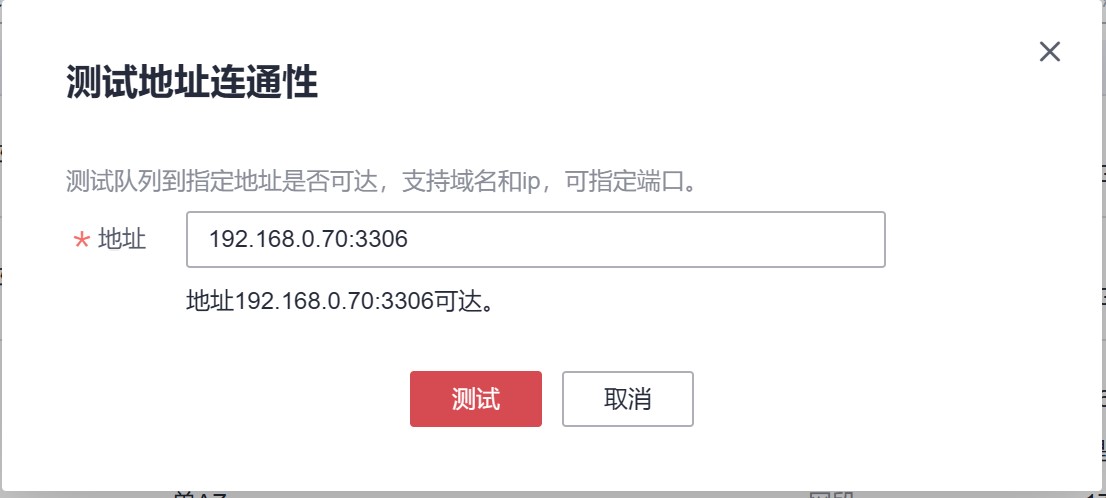 测试地址连通性
测试队列到指定地址是否可达，支持域名和ip，可指定端口。
* 地址 192.168.0.70:3306
地址192.168.0.70:3306可达。
测试 取消